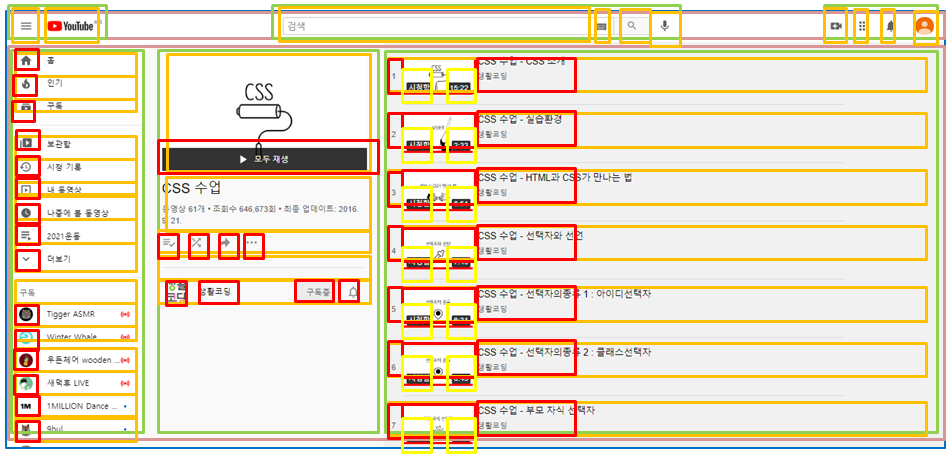 YouTube KR
검색
홈
인기
구독
보관함
시청 기록
내 동영상
나중에 볼 동영상
2021운동
더보기
구독
Tigger ASMR
Winter Whale
우든체어 wooden ...
새덕후 LIVE
1M 1MILLION Dance ...
CSS
모두 재생
CSS 수업
동영상 61개 • 조회수 646,673회 • 최종 업데이트: 2016.
9. 21.
생활코딩
구독중
1
CSS 수업 - CSS 소개
생활코딩
2
CSS 수업 - 실습환경
생활코딩
3
CSS 수업 - HTML과 CSS가 만나는 법
생활코딩
4
CSS 수업 - 선택자와 선언
생활코딩
5
CSS 수업 - 선택자의종류 1 : 아이디선택자
생활코딩
6
CSS 수업 - 선택자의종류 2 : 클래스선택자
생활코딩
7
CSS 수업 - 부모 자식 선택자
생활코딩